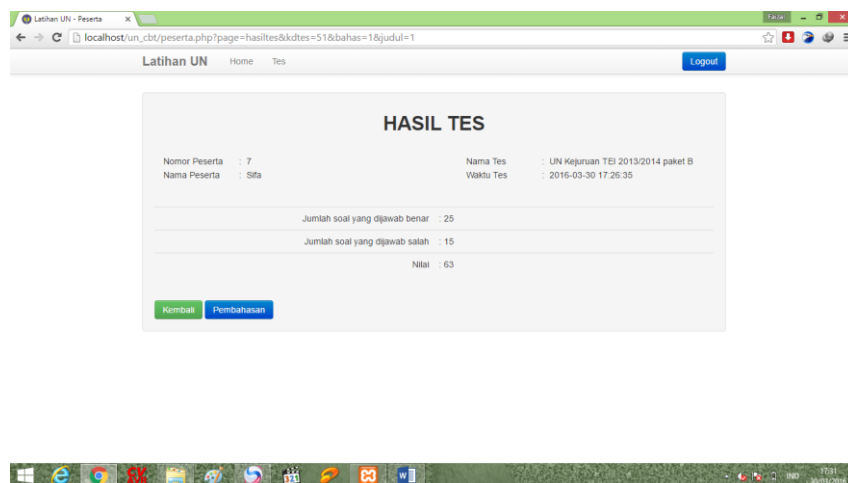 Latihan UN - Peserta
localhost/un_cbt/peserta.php?page=hasiltes&kdtes=51&bahas=1&judul=1
Latihan UN Home Tes Logout
HASIL TES
Nomor Peserta : 7 Nama Tes : UN Kejuruan TEI 2013/2014 paket B
Nama Peserta : Sifa Waktu Tes : 2016-03-30 17:26:35
Jumlah soal yang dijawab benar : 25
Jumlah soal yang dijawab salah : 15
Nilai : 63
Kembali Pembahasan
IND 17:31
30/03/2016